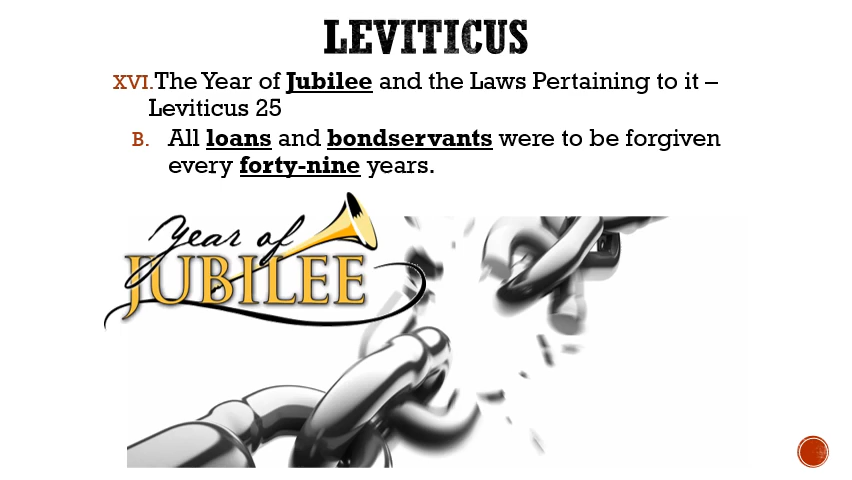 LEVITICUS
XVI. The Year of Jubilee and the Laws Pertaining to it –
Leviticus 25
B. All loans and bondservants were to be forgiven
every forty-nine years.
Year of
JUBILEE